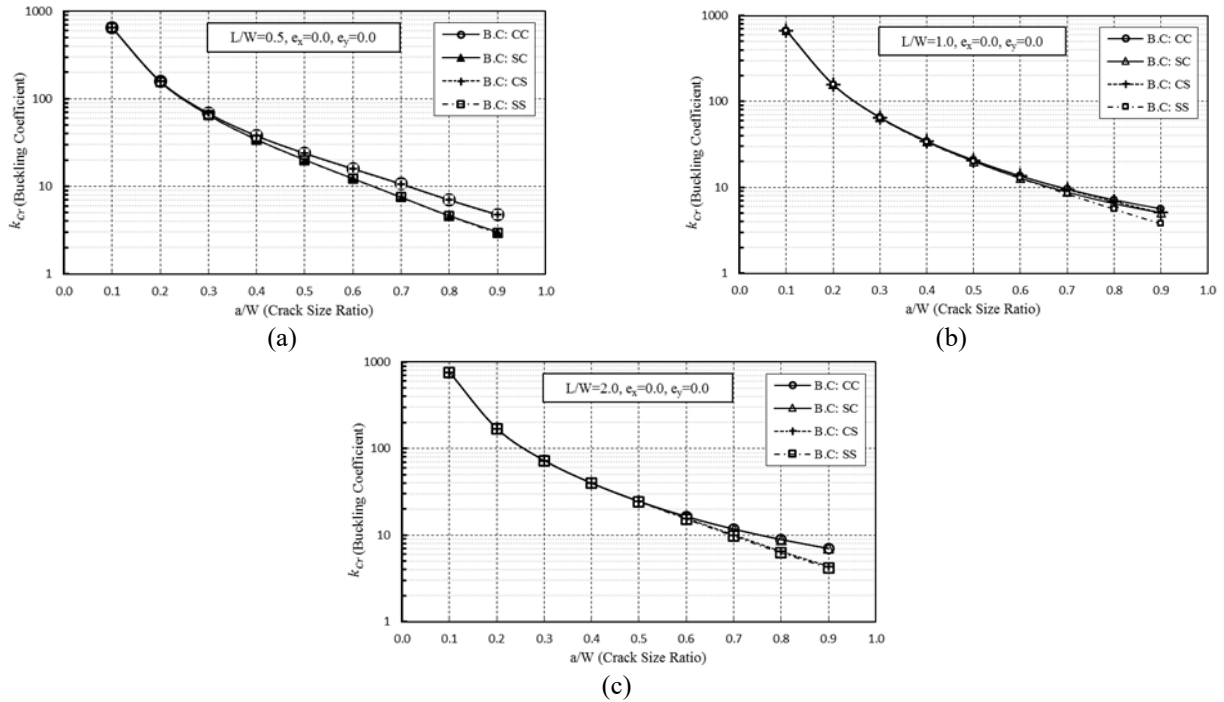 1000
100
10
1
k_Cr (Buckling Coefficient)
L/W=0.5, e_x=0.0, e_y=0.0
B.C: CC
B.C: SC
B.C: CS
B.C: SS
0.0 0.1 0.2 0.3 0.4 0.5 0.6 0.7 0.8 0.9 1.0
a/W (Crack Size Ratio)
(a)
1000
100
10
1
k_Cr (Buckling Coefficient)
L/W=1.0, e_x=0.0, e_y=0.0
B.C: CC
B.C: SC
B.C: CS
B.C: SS
0.0 0.1 0.2 0.3 0.4 0.5 0.6 0.7 0.8 0.9 1.0
a/W (Crack Size Ratio)
(b)
1000
100
10
1
k_Cr (Buckling Coefficient)
L/W=2.0, e_x=0.0, e_y=0.0
B.C: CC
B.C: SC
B.C: CS
B.C: SS
0.0 0.1 0.2 0.3 0.4 0.5 0.6 0.7 0.8 0.9 1.0
a/W (Crack Size Ratio)
(c)